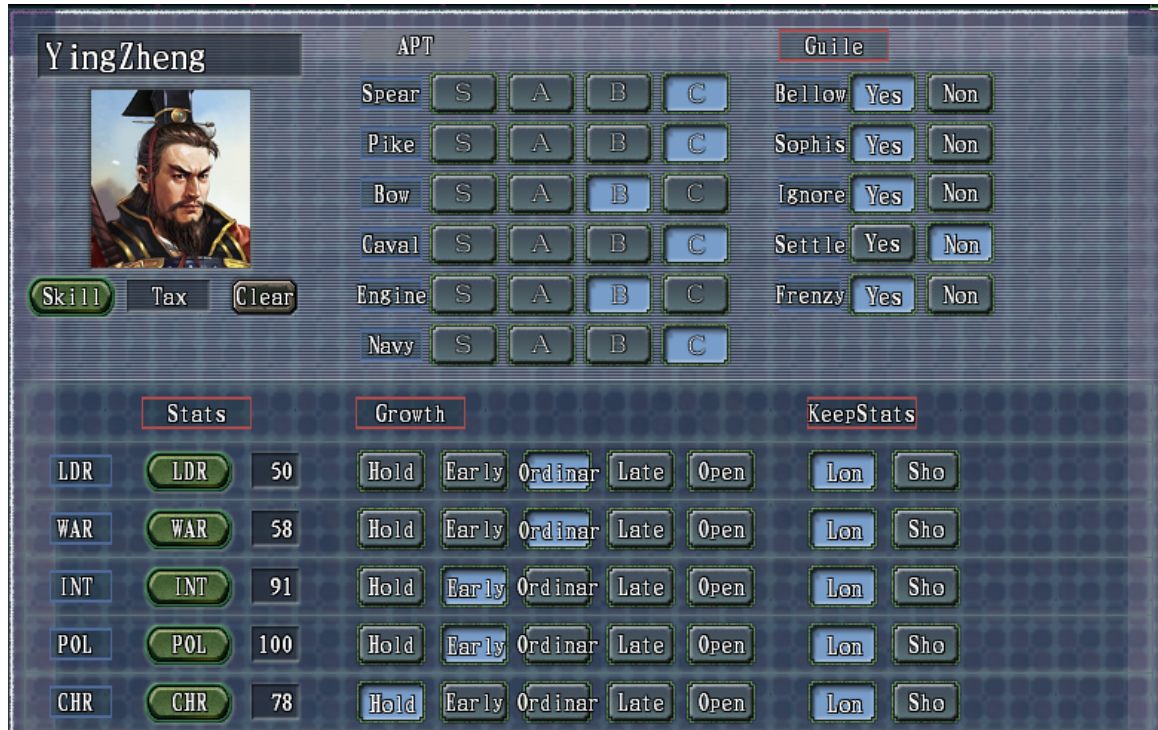 YingZheng APT Guile
Spear S A B C Bellow Yes Non
Pike S A B C Sophis Yes Non
Bow S A B C Ignore Yes Non
Caval S A B C Settle Yes Non
Skill Tax Clear Engine S A B C Frenzy Yes Non
Navy S A B C
Stats Growth KeepStats
LDR LDR 50 Hold Early Ordinar Late Open Lon Sho
WAR WAR 58 Hold Early Ordinar Late Open Lon Sho
INT INT 91 Hold Early Ordinar Late Open Lon Sho
POL POL 100 Hold Early Ordinar Late Open Lon Sho
CHR CHR 78 Hold Early Ordinar Late Open Lon Sho